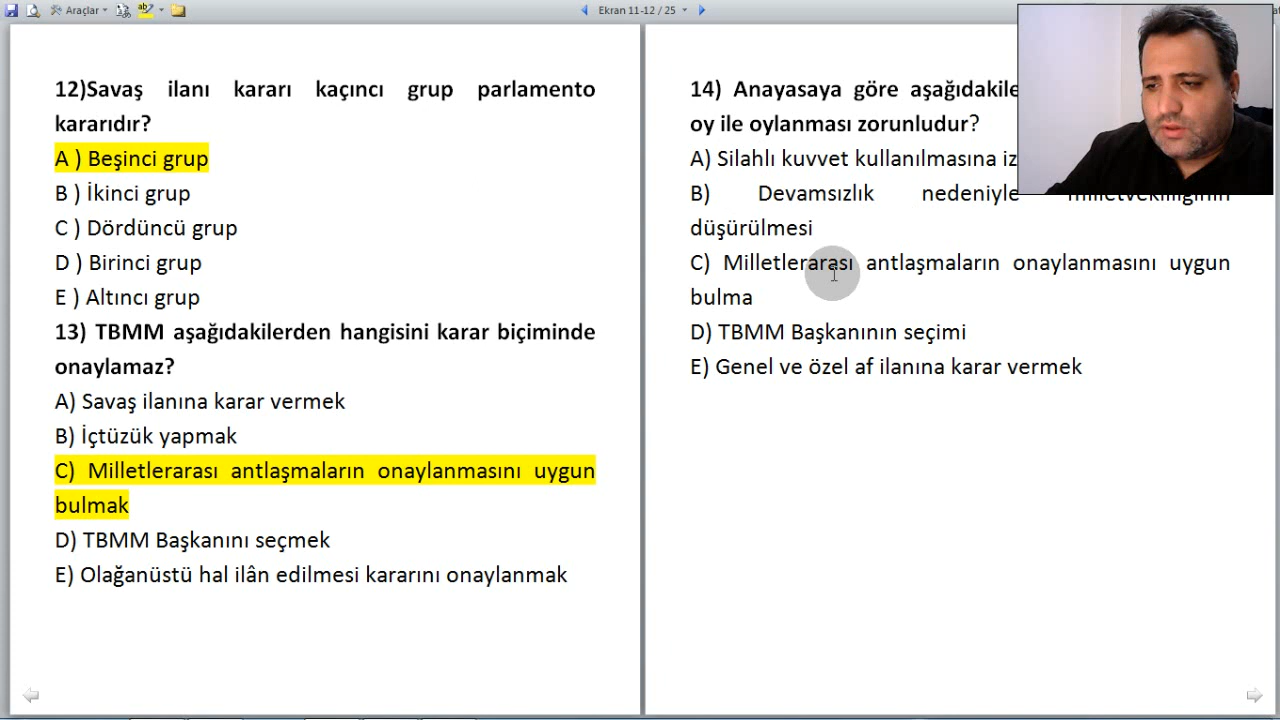 Araçlar
Ekran 11-12 / 25
12)Savaş ilanı kararı kaçıncı grup parlamento
kararıdır?
A ) Beşinci grup
B ) İkinci grup
C ) Dördüncü grup
D ) Birinci grup
E ) Altıncı grup
13) TBMM aşağıdakilerden hangisini karar biçiminde
onaylamaz?
A) Savaş ilanına karar vermek
B) İçtüzük yapmak
C) Milletlerarası antlaşmaların onaylanmasını uygun
bulmak
D) TBMM Başkanını seçmek
E) Olağanüstü hal ilân edilmesi kararını onaylanmak
14) Anayasaya göre
oy ile oylanması zorunludur?
A) Silahlı kuvvet kullanılmasına
B) Devamsızlık nedeniyle milletvekilliğinin
düşürülmesi
C) Milletlerarası antlaşmaların onaylanmasını uygun
bulma
D) TBMM Başkanının seçimi
E) Genel ve özel af ilanına karar vermek